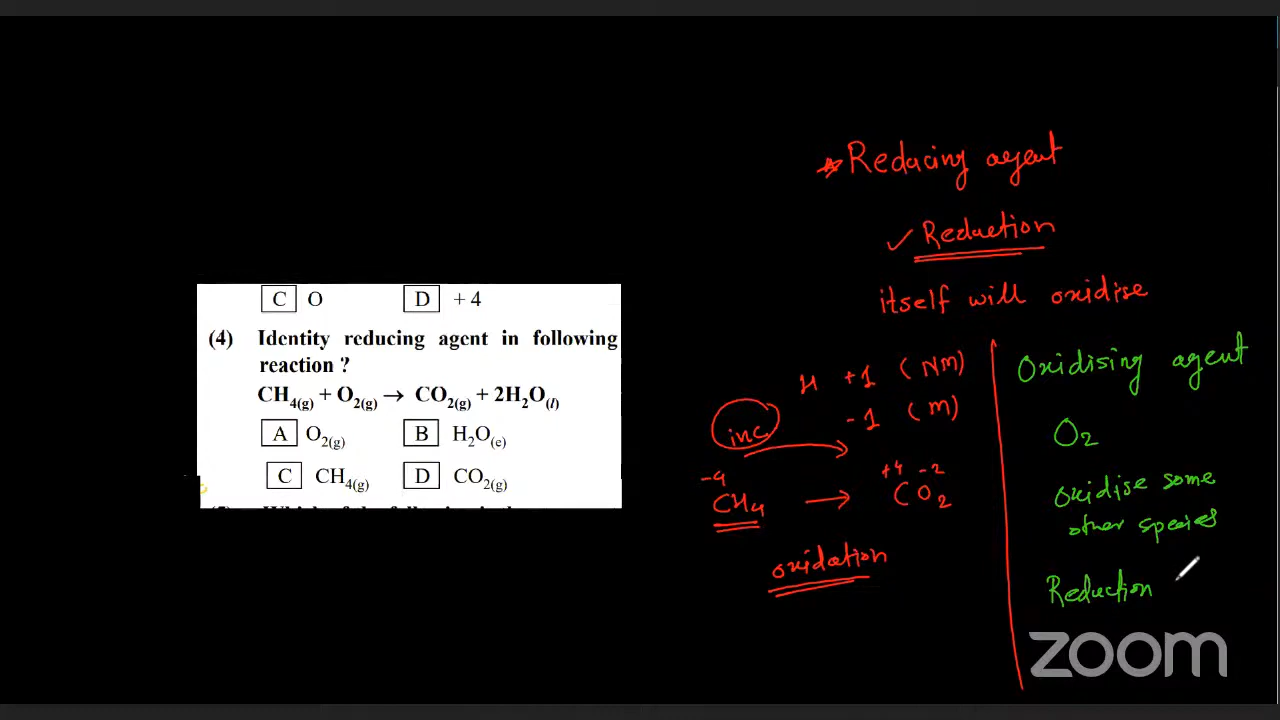 C O D + 4
(4) Identity reducing agent in following
reaction ?
CH4(g) + O2(g) → CO2(g) + 2H2O(l)
A O2(g) B H2O(e)
C CH4(g) D CO2(g)
Reducing agent
✓ Reduction
itself will oxidise
H +1 (NM)
-1 (M)
inc
-4 +4 -2
CH4 → CO2
oxidation
Oxidising agent
O2
oxidise some
other species
Reduction
zoom